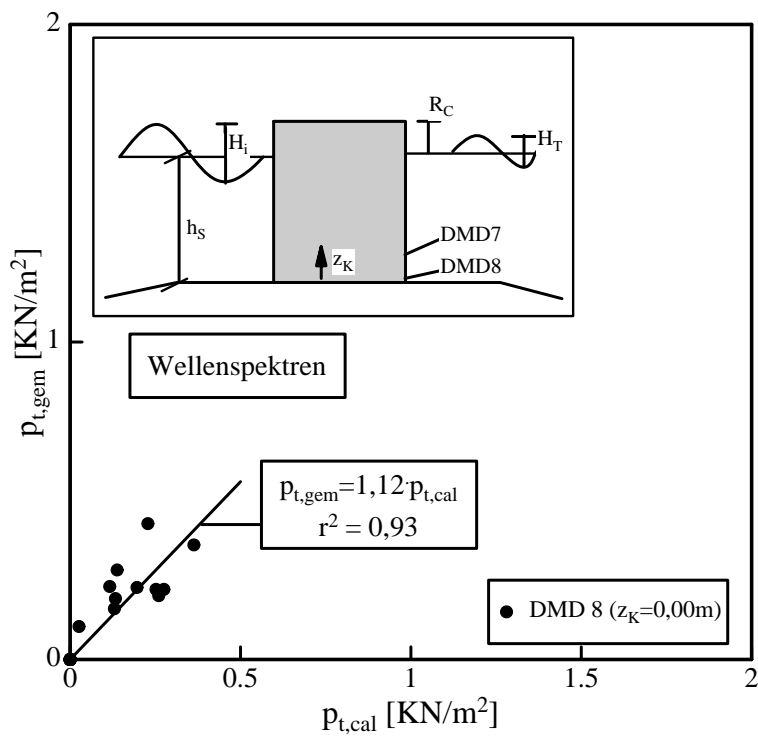 2
R_C
H_i
H_T
h_S
DMD7
z_K
DMD8
p_t,gem [KN/m²]
1
Wellenspektren
p_t,gem=1,12·p_t,cal
r² = 0,93
DMD 8 (z_K=0,00m)
0
0 0.5 1 1.5 2
p_t,cal [KN/m²]